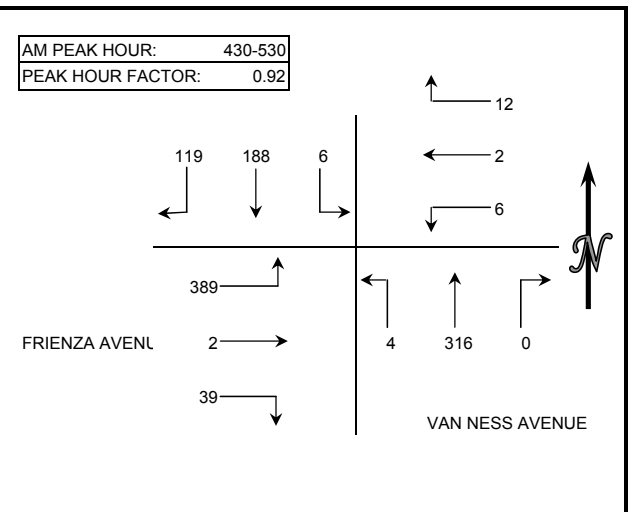 AM PEAK HOUR: 430-530
PEAK HOUR FACTOR: 0.92
12
119 188 6 2
6
N
389
FRIENZA AVENU 2 4 316 0
39
VAN NESS AVENUE